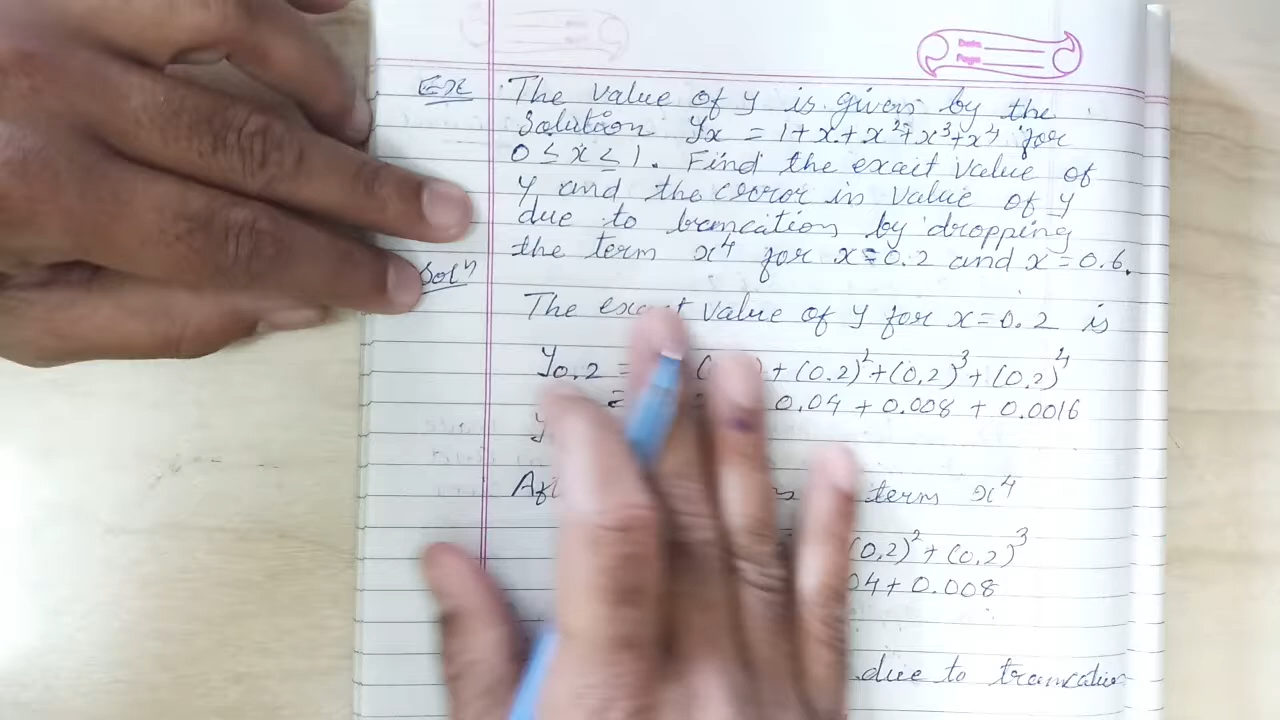 Date
Page
Ex The value of y is given by the
solution yx = 1+x+x²+x³+x⁴ for
0 ≤ x ≤ 1. Find the exact value of
y and the error in value of y
due to truncation by dropping
the term x⁴ for x=0.2 and x=0.6.
Solⁿ
The exact value of y for x=0.2 is
y0.2 = + (0.2)²+(0.2)³+(0.2)⁴
= 0.04 + 0.008 + 0.0016
y
term x⁴
(0.2)²+(0.2)³
04+0.008
due to truncation